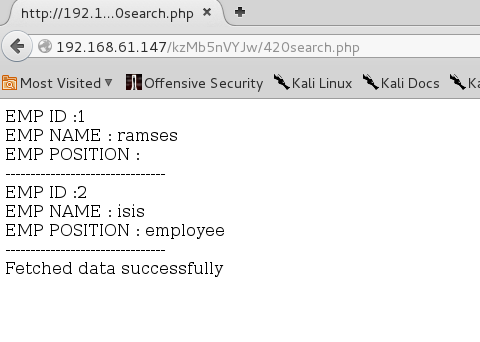 http://192.1...0search.php
192.168.61.147/kzMb5nVYJw/420search.php
Most Visited Offensive Security Kali Linux Kali Docs Ka
EMP ID :1
EMP NAME : ramses
EMP POSITION :
--------------------------------
EMP ID :2
EMP NAME : isis
EMP POSITION : employee
--------------------------------
Fetched data successfully